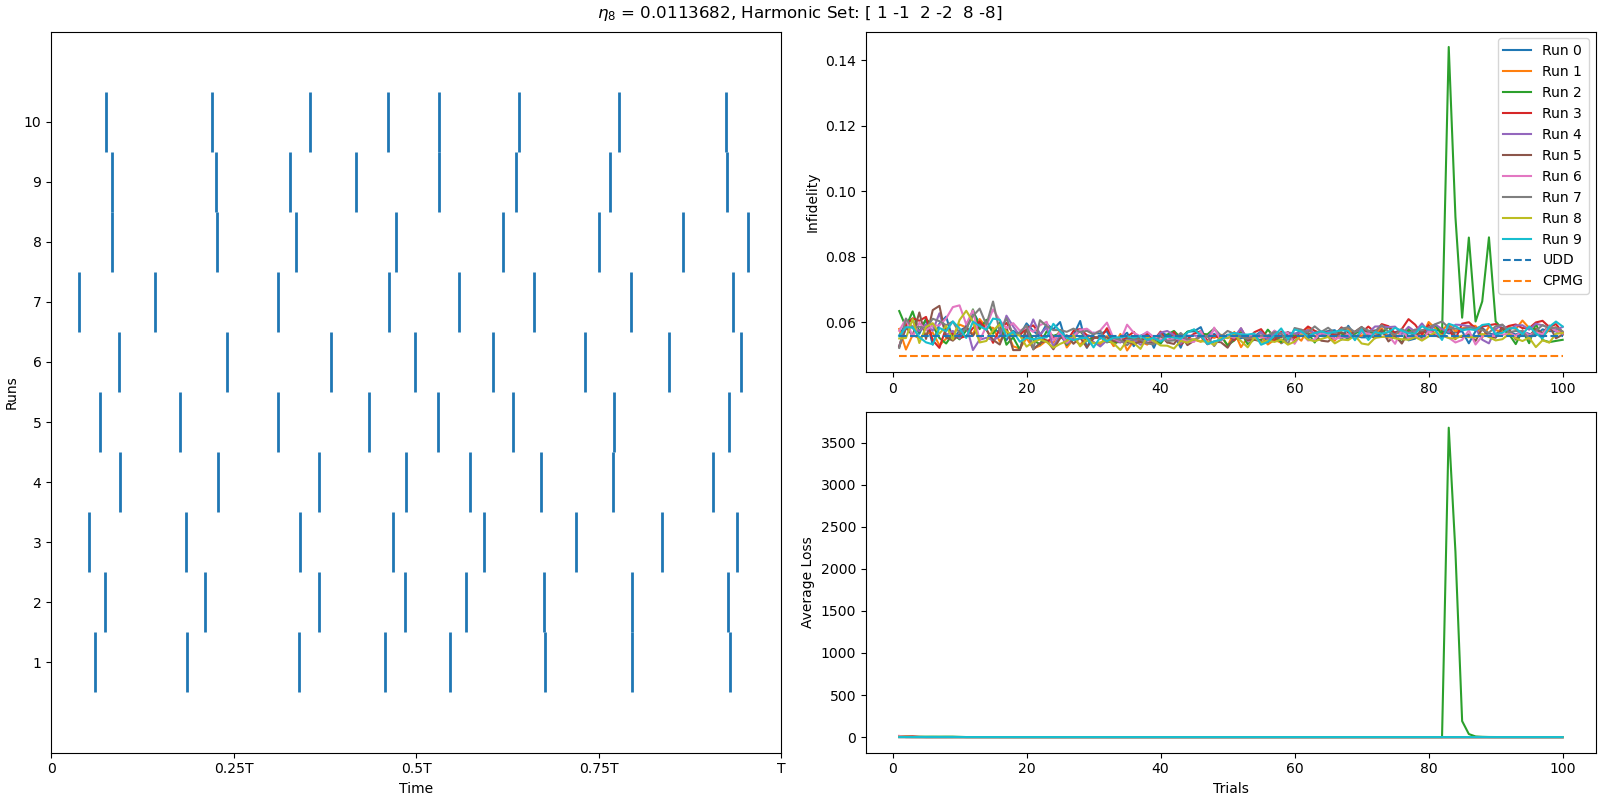 η8 = 0.0113682, Harmonic Set: [ 1 -1  2 -2  8 -8]
Runs
10
9
8
7
6
5
4
3
2
1
0
0.25T
0.5T
0.75T
T
Time
Infidelity
0.14
0.12
0.10
0.08
0.06
0
20
40
60
80
100
Run 0
Run 1
Run 2
Run 3
Run 4
Run 5
Run 6
Run 7
Run 8
Run 9
UDD
CPMG
Average Loss
3500
3000
2500
2000
1500
1000
500
0
0
20
40
60
80
100
Trials